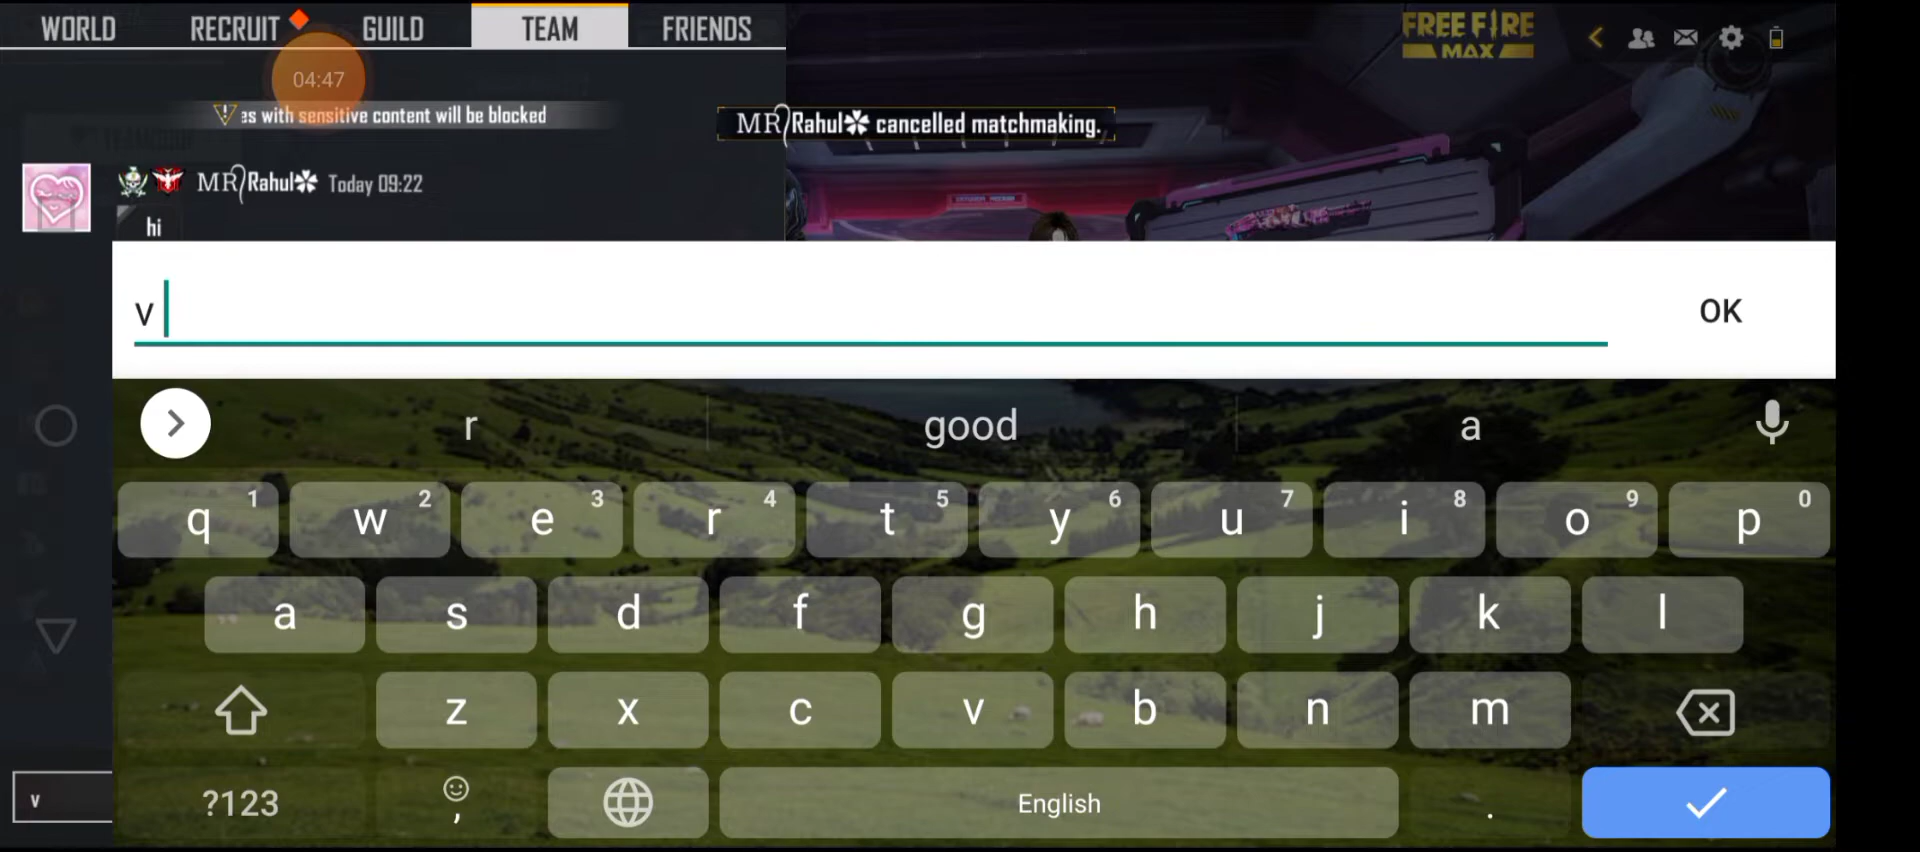 WORLD RECRUIT GUILD TEAM FRIENDS
FREE FIRE
MAX
04:47
es with sensitive content will be blocked
MR Rahul✤ cancelled matchmaking.
MR Rahul✤ Today 09:22
hi
v
OK
r good a
q 1 w 2 e 3 r 4 t 5 y 6 u 7 i 8 o 9 p 0
a s d f g h j k l
z x c v b n m
?123 , English .
v